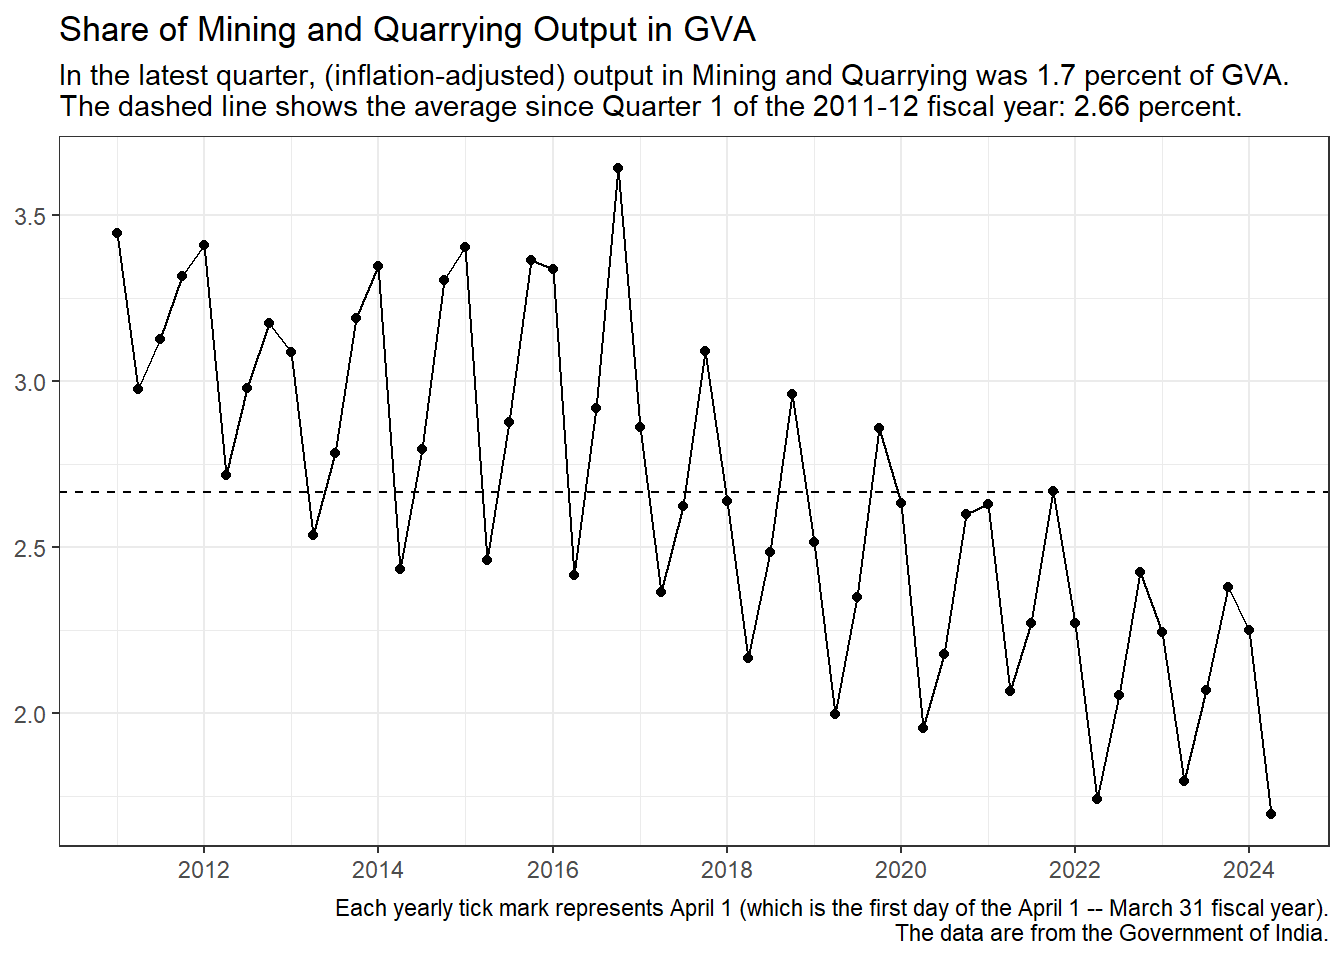 Share of Mining and Quarrying Output in GVA
In the latest quarter, (inflation-adjusted) output in Mining and Quarrying was 1.7 percent of GVA.
The dashed line shows the average since Quarter 1 of the 2011-12 fiscal year: 2.66 percent.
3.5
3.0
2.5
2.0
2012 2014 2016 2018 2020 2022 2024
Each yearly tick mark represents April 1 (which is the first day of the April 1 -- March 31 fiscal year).
The data are from the Government of India.